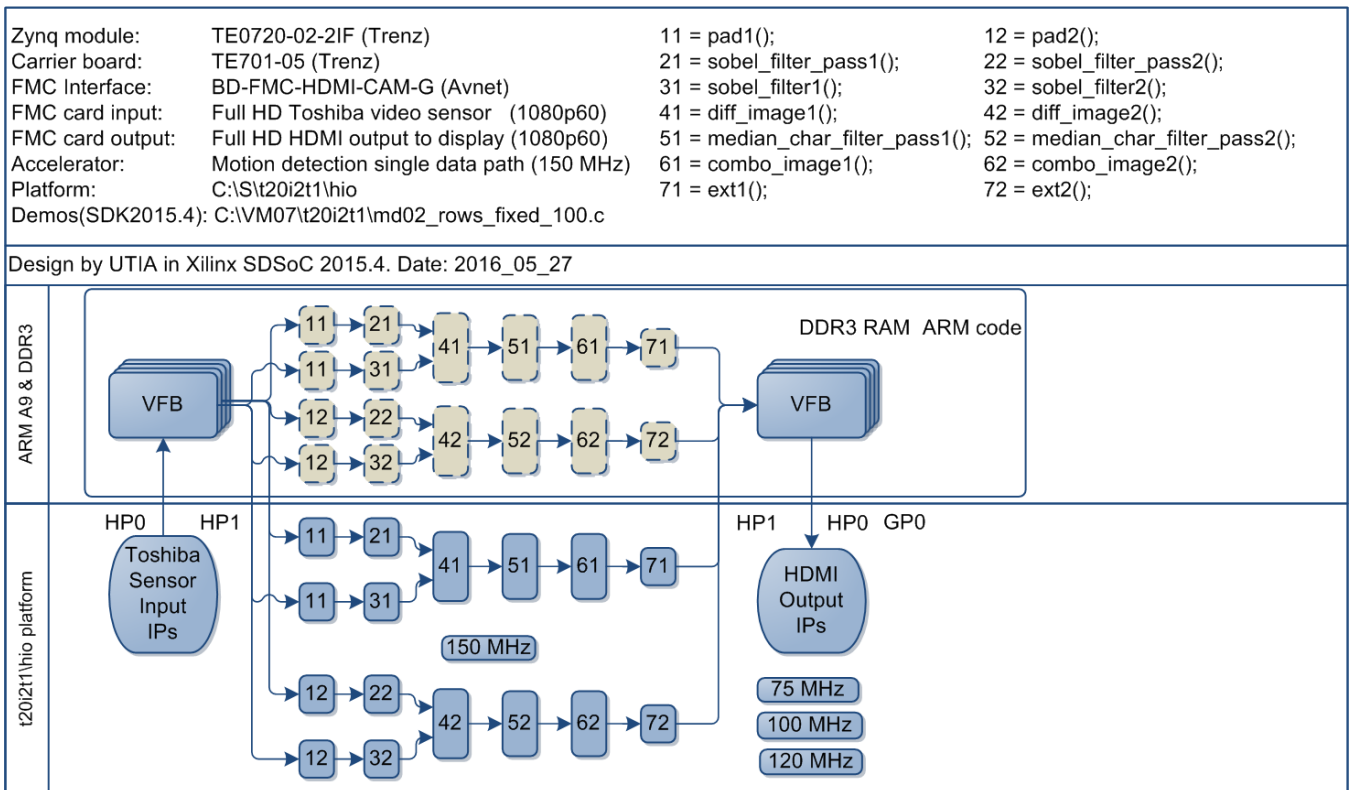 Zynq module: TE0720-02-2IF (Trenz) 11 = pad1(); 12 = pad2();
Carrier board: TE701-05 (Trenz) 21 = sobel_filter_pass1(); 22 = sobel_filter_pass2();
FMC Interface: BD-FMC-HDMI-CAM-G (Avnet) 31 = sobel_filter1(); 32 = sobel_filter2();
FMC card input: Full HD Toshiba video sensor (1080p60) 41 = diff_image1(); 42 = diff_image2();
FMC card output: Full HD HDMI output to display (1080p60) 51 = median_char_filter_pass1(); 52 = median_char_filter_pass2();
Accelerator: Motion detection single data path (150 MHz) 61 = combo_image1(); 62 = combo_image2();
Platform: C:\S\t20i2t1\hio 71 = ext1(); 72 = ext2();
Demos(SDK2015.4): C:\VM07\t20i2t1\md02_rows_fixed_100.c
Design by UTIA in Xilinx SDSoC 2015.4. Date: 2016_05_27
ARM A9 & DDR3
DDR3 RAM ARM code
VFB
11 21
11 31
41 51 61 71
12 22
12 32
42 52 62 72
VFB
t20i2t1\hio platform
HP0 HP1
HP1 HP0 GP0
Toshiba
Sensor
Input
IPs
11 21
11 31
41 51 61 71
150 MHz
12 22
12 32
42 52 62 72
HDMI
Output
IPs
75 MHz
100 MHz
120 MHz